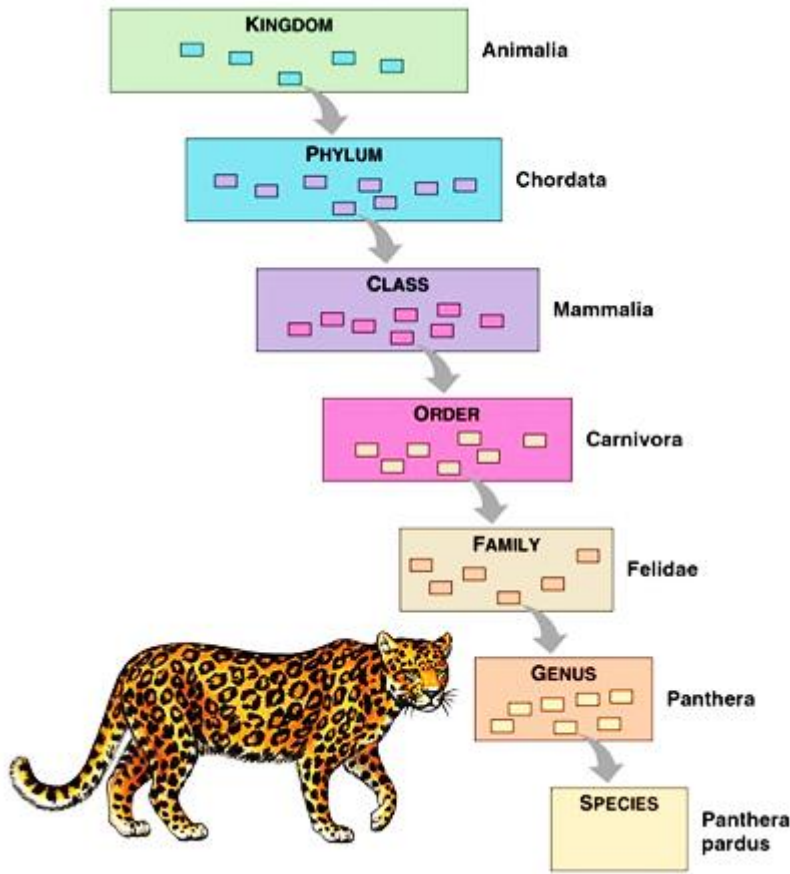 KINGDOM
Animalia
PHYLUM
Chordata
CLASS
Mammalia
ORDER
Carnivora
FAMILY
Felidae
GENUS
Panthera
SPECIES
Panthera
pardus